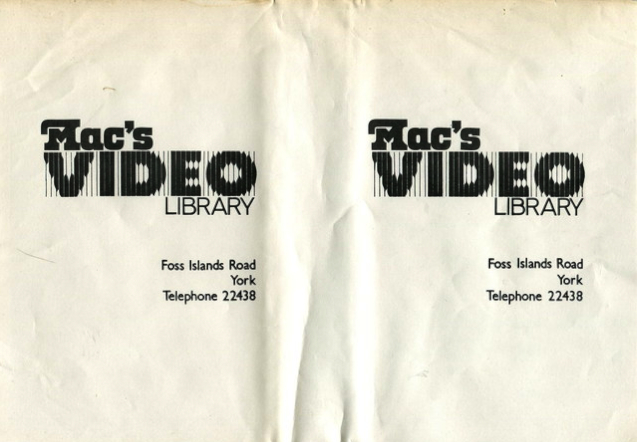 Mac's
VIDEO
LIBRARY
Foss Islands Road
York
Telephone 22438
Mac's
VIDEO
LIBRARY
Foss Islands Road
York
Telephone 22438